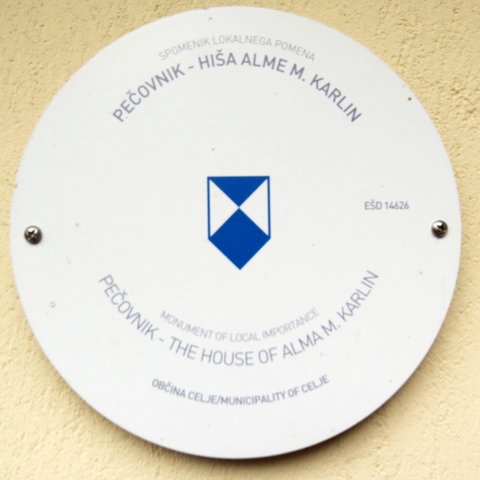 SPOMENIK LOKALNEGA POMENA
PEČOVNIK - HIŠA ALME M. KARLIN
EŠD 14626
MONUMENT OF LOCAL IMPORTANCE
PEČOVNIK - THE HOUSE OF ALMA M. KARLIN
OBČINA CELJE/MUNICIPALITY OF CELJE